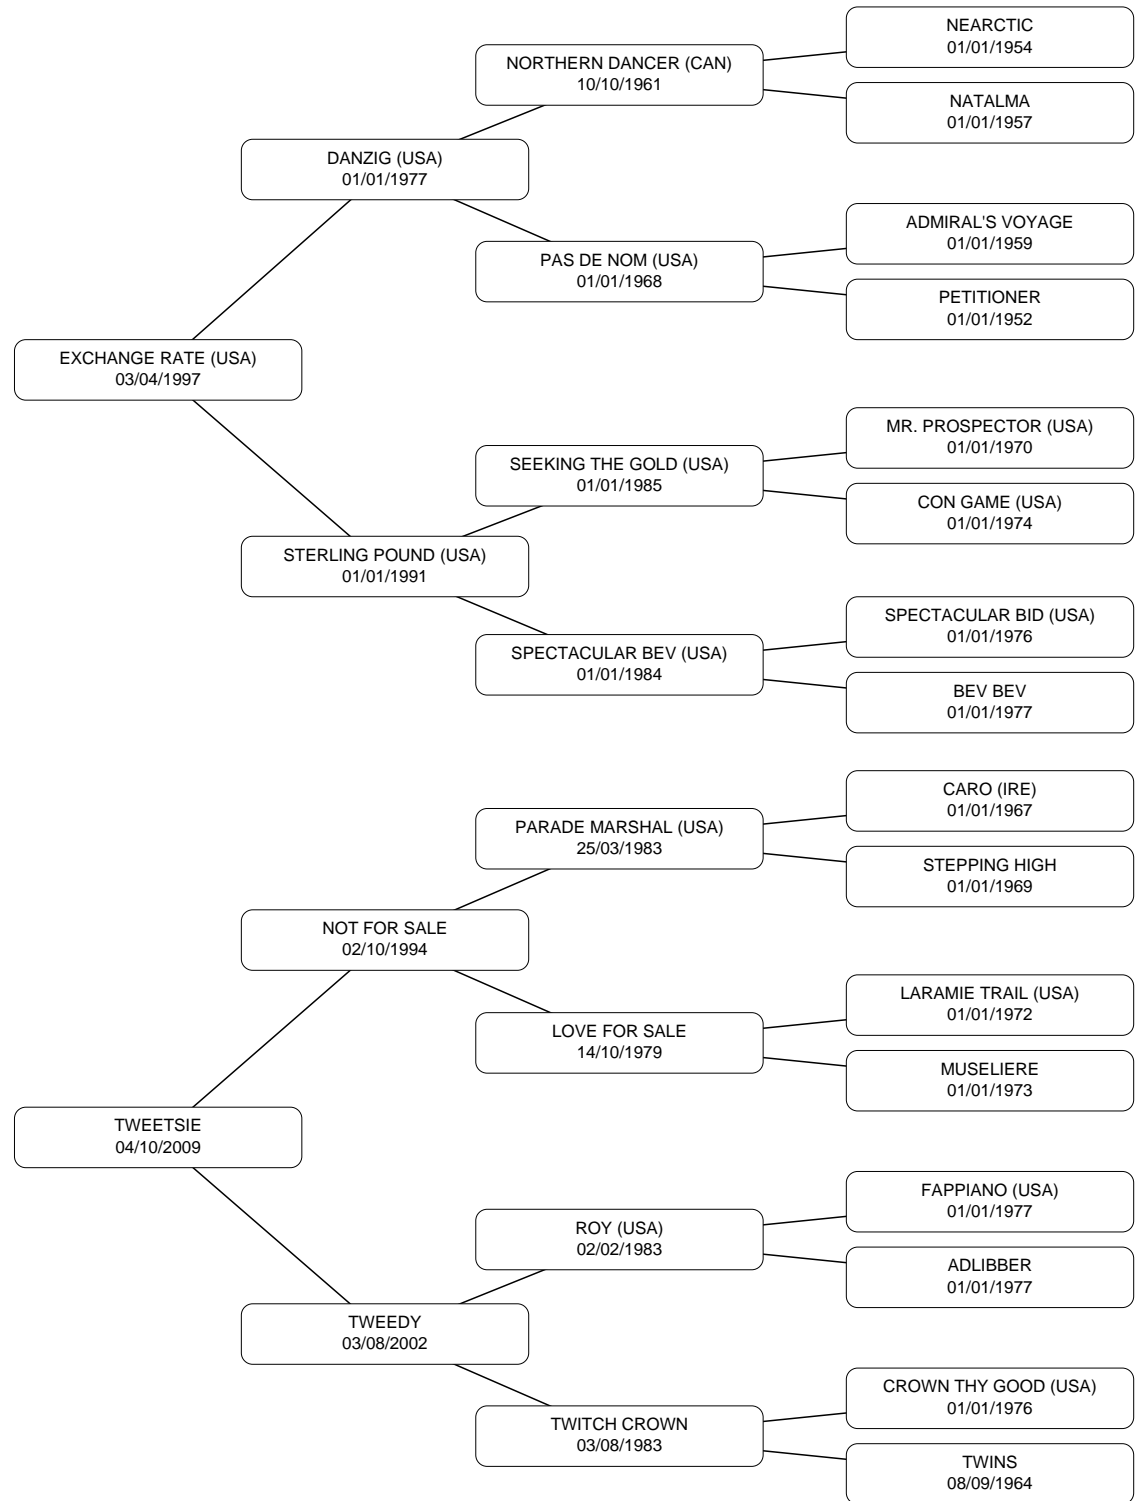 NEARCTIC
01/01/1954
NORTHERN DANCER (CAN)
10/10/1961
NATALMA
01/01/1957
DANZIG (USA)
01/01/1977
ADMIRAL'S VOYAGE
01/01/1959
PAS DE NOM (USA)
01/01/1968
PETITIONER
01/01/1952
EXCHANGE RATE (USA)
03/04/1997
MR. PROSPECTOR (USA)
01/01/1970
SEEKING THE GOLD (USA)
01/01/1985
CON GAME (USA)
01/01/1974
STERLING POUND (USA)
01/01/1991
SPECTACULAR BID (USA)
01/01/1976
SPECTACULAR BEV (USA)
01/01/1984
BEV BEV
01/01/1977
CARO (IRE)
01/01/1967
PARADE MARSHAL (USA)
25/03/1983
STEPPING HIGH
01/01/1969
NOT FOR SALE
02/10/1994
LARAMIE TRAIL (USA)
01/01/1972
LOVE FOR SALE
14/10/1979
MUSELIERE
01/01/1973
TWEETSIE
04/10/2009
FAPPIANO (USA)
01/01/1977
ROY (USA)
02/02/1983
ADLIBBER
01/01/1977
TWEEDY
03/08/2002
CROWN THY GOOD (USA)
01/01/1976
TWITCH CROWN
03/08/1983
TWINS
08/09/1964